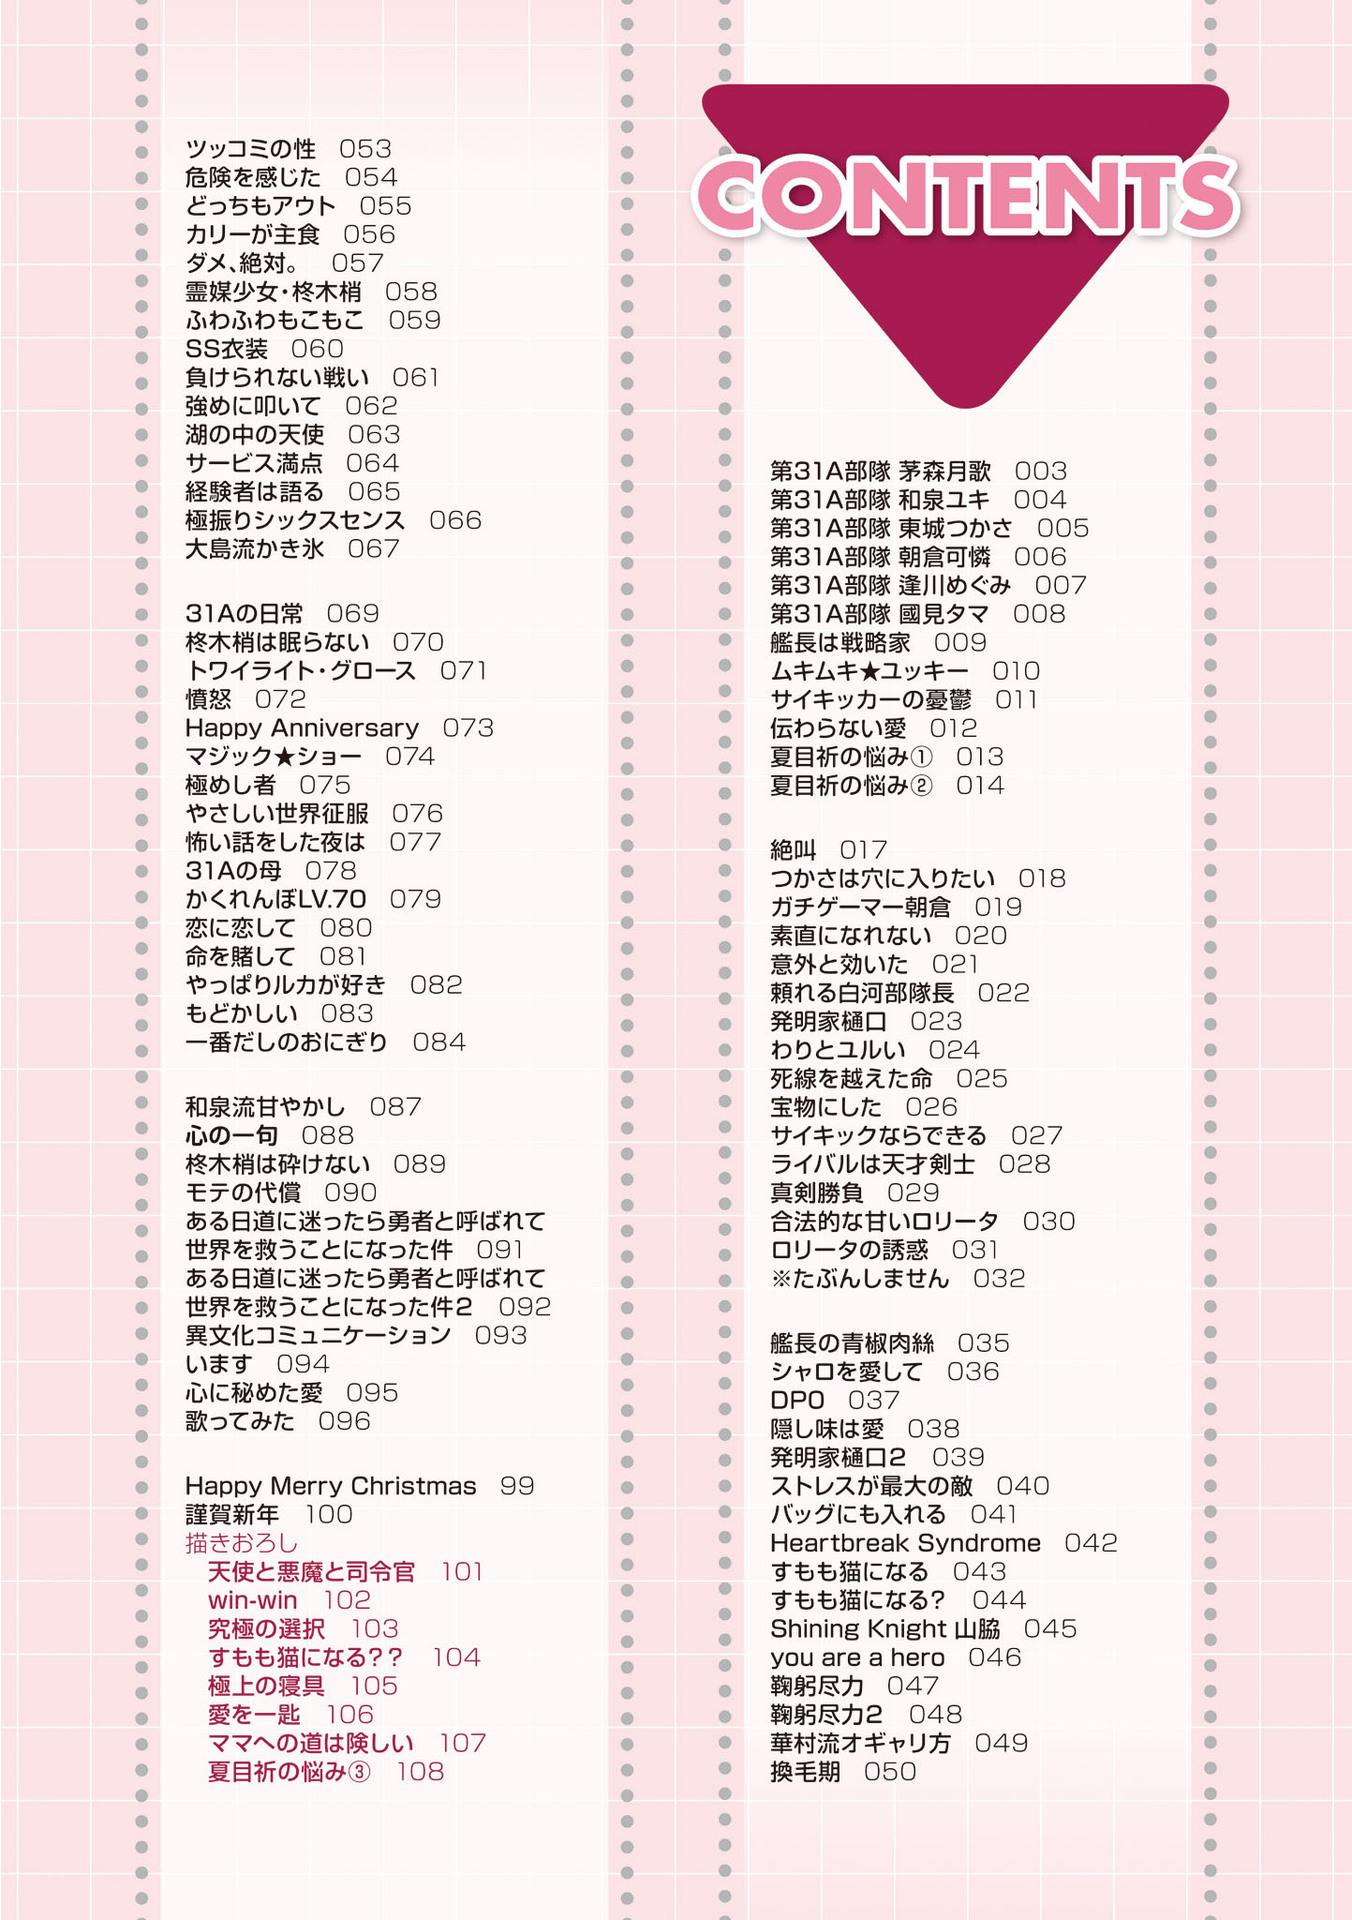 CONTENTS
第31A部隊 茅森月歌 003
第31A部隊 和泉ユキ 004
第31A部隊 東城つかさ 005
第31A部隊 朝倉可憐 006
第31A部隊 逢川めぐみ 007
第31A部隊 國見タマ 008
艦長は戦略家 009
ムキムキ★ユッキー 010
サイキッカーの憂鬱 011
伝わらない愛 012
夏目祈の悩み① 013
夏目祈の悩み② 014
絶叫 017
つかさは穴に入りたい 018
ガチゲーマー朝倉 019
素直になれない 020
意外と効いた 021
頼れる白河部隊長 022
発明家樋口 023
わりとユルい 024
死線を越えた命 025
宝物にした 026
サイキックならできる 027
ライバルは天才剣士 028
真剣勝負 029
合法的な甘いロリータ 030
ロリータの誘惑 031
※たぶんしません 032
艦長の青椒肉絲 035
シャロを愛して 036
DPO 037
隠し味は愛 038
発明家樋口2 039
ストレスが最大の敵 040
バッグにも入れる 041
Heartbreak Syndrome 042
すもも猫になる 043
すもも猫になる? 044
Shining Knight 山脇 045
you are a hero 046
鞠躬尽力 047
鞠躬尽力2 048
華村流オギャリ方 049
換毛期 050
ツッコミの性 053
危険を感じた 054
どっちもアウト 055
カリーが主食 056
ダメ、絶対。 057
霊媒少女・柊木梢 058
ふわふわもこもこ 059
SS衣装 060
負けられない戦い 061
強めに叩いて 062
湖の中の天使 063
サービス満点 064
経験者は語る 065
極振りシックスセンス 066
大島流かき氷 067
31Aの日常 069
柊木梢は眠らない 070
トワイライト・グロース 071
憤怒 072
Happy Anniversary 073
マジック★ショー 074
極めし者 075
やさしい世界征服 076
怖い話をした夜は 077
31Aの母 078
かくれんぼLV.70 079
恋に恋して 080
命を賭して 081
やっぱりルカが好き 082
もどかしい 083
一番だしのおにぎり 084
和泉流甘やかし 087
心の一句 088
柊木梢は砕けない 089
モテの代償 090
ある日道に迷ったら勇者と呼ばれて
世界を救うことになった件 091
ある日道に迷ったら勇者と呼ばれて
世界を救うことになった件2 092
異文化コミュニケーション 093
います 094
心に秘めた愛 095
歌ってみた 096
Happy Merry Christmas 99
謹賀新年 100
描きおろし
天使と悪魔と司令官 101
win-win 102
究極の選択 103
すもも猫になる?? 104
極上の寝具 105
愛を一匙 106
ママへの道は険しい 107
夏目祈の悩み③ 108